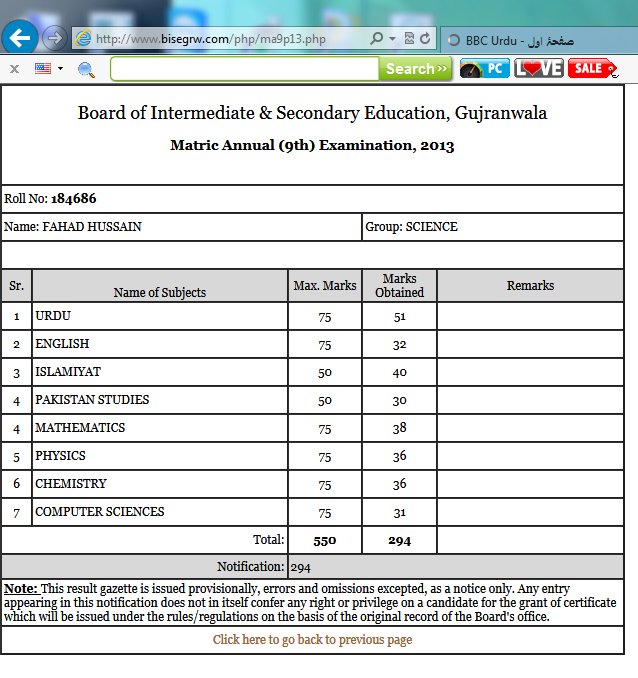 http://www.bisegrw.com/php/ma9p13.php
BBC Urdu - صفحۂ اول
x
Search
PC
LOVE
SALE
Board of Intermediate & Secondary Education, Gujranwala
Matric Annual (9th) Examination, 2013
Roll No: 184686
Name: FAHAD HUSSAIN Group: SCIENCE
Sr. Name of Subjects Max. Marks Marks Obtained Remarks
1 URDU 75 51
2 ENGLISH 75 32
3 ISLAMIYAT 50 40
4 PAKISTAN STUDIES 50 30
4 MATHEMATICS 75 38
5 PHYSICS 75 36
6 CHEMISTRY 75 36
7 COMPUTER SCIENCES 75 31
Total: 550 294
Notification: 294
Note: This result gazette is issued provisionally, errors and omissions excepted, as a notice only. Any entry
appearing in this notification does not in itself confer any right or privilege on a candidate for the grant of certificate
which will be issued under the rules/regulations on the basis of the original record of the Board's office.
Click here to go back to previous page